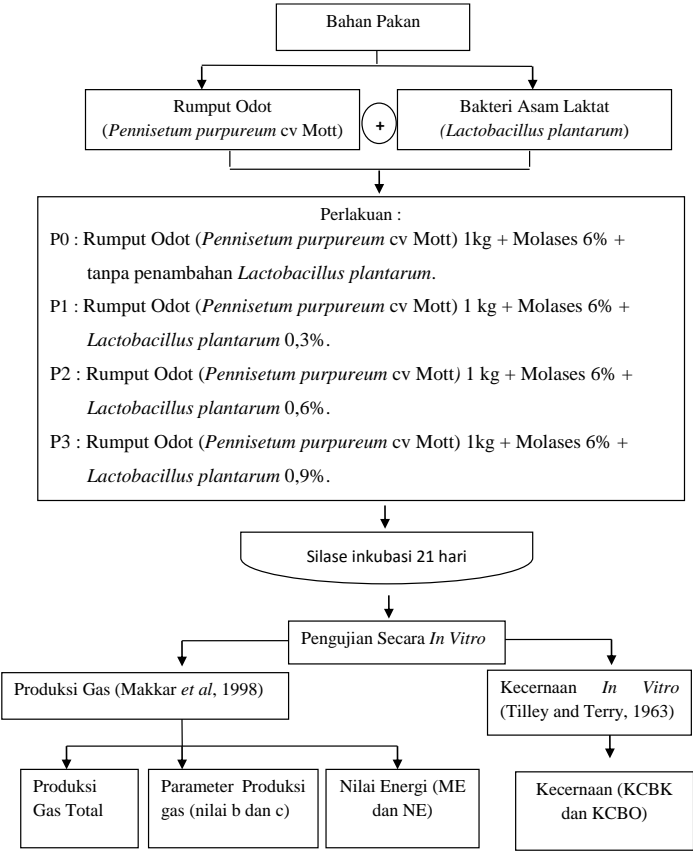 Bahan Pakan
Rumput Odot
(Pennisetum purpureum cv Mott)
+
Bakteri Asam Laktat
(Lactobacillus plantarum)
Perlakuan :
P0 : Rumput Odot (Pennisetum purpureum cv Mott) 1kg + Molases 6% +
tanpa penambahan Lactobacillus plantarum.
P1 : Rumput Odot (Pennisetum purpureum cv Mott) 1 kg + Molases 6% +
Lactobacillus plantarum 0,3%.
P2 : Rumput Odot (Pennisetum purpureum cv Mott) 1 kg + Molases 6% +
Lactobacillus plantarum 0,6%.
P3 : Rumput Odot (Pennisetum purpureum cv Mott) 1kg + Molases 6% +
Lactobacillus plantarum 0,9%.
Silase inkubasi 21 hari
Pengujian Secara In Vitro
Produksi Gas (Makkar et al, 1998)
Kecernaan In Vitro
(Tilley and Terry, 1963)
Produksi
Gas Total
Parameter Produksi
gas (nilai b dan c)
Nilai Energi (ME
dan NE)
Kecernaan (KCBK
dan KCBO)